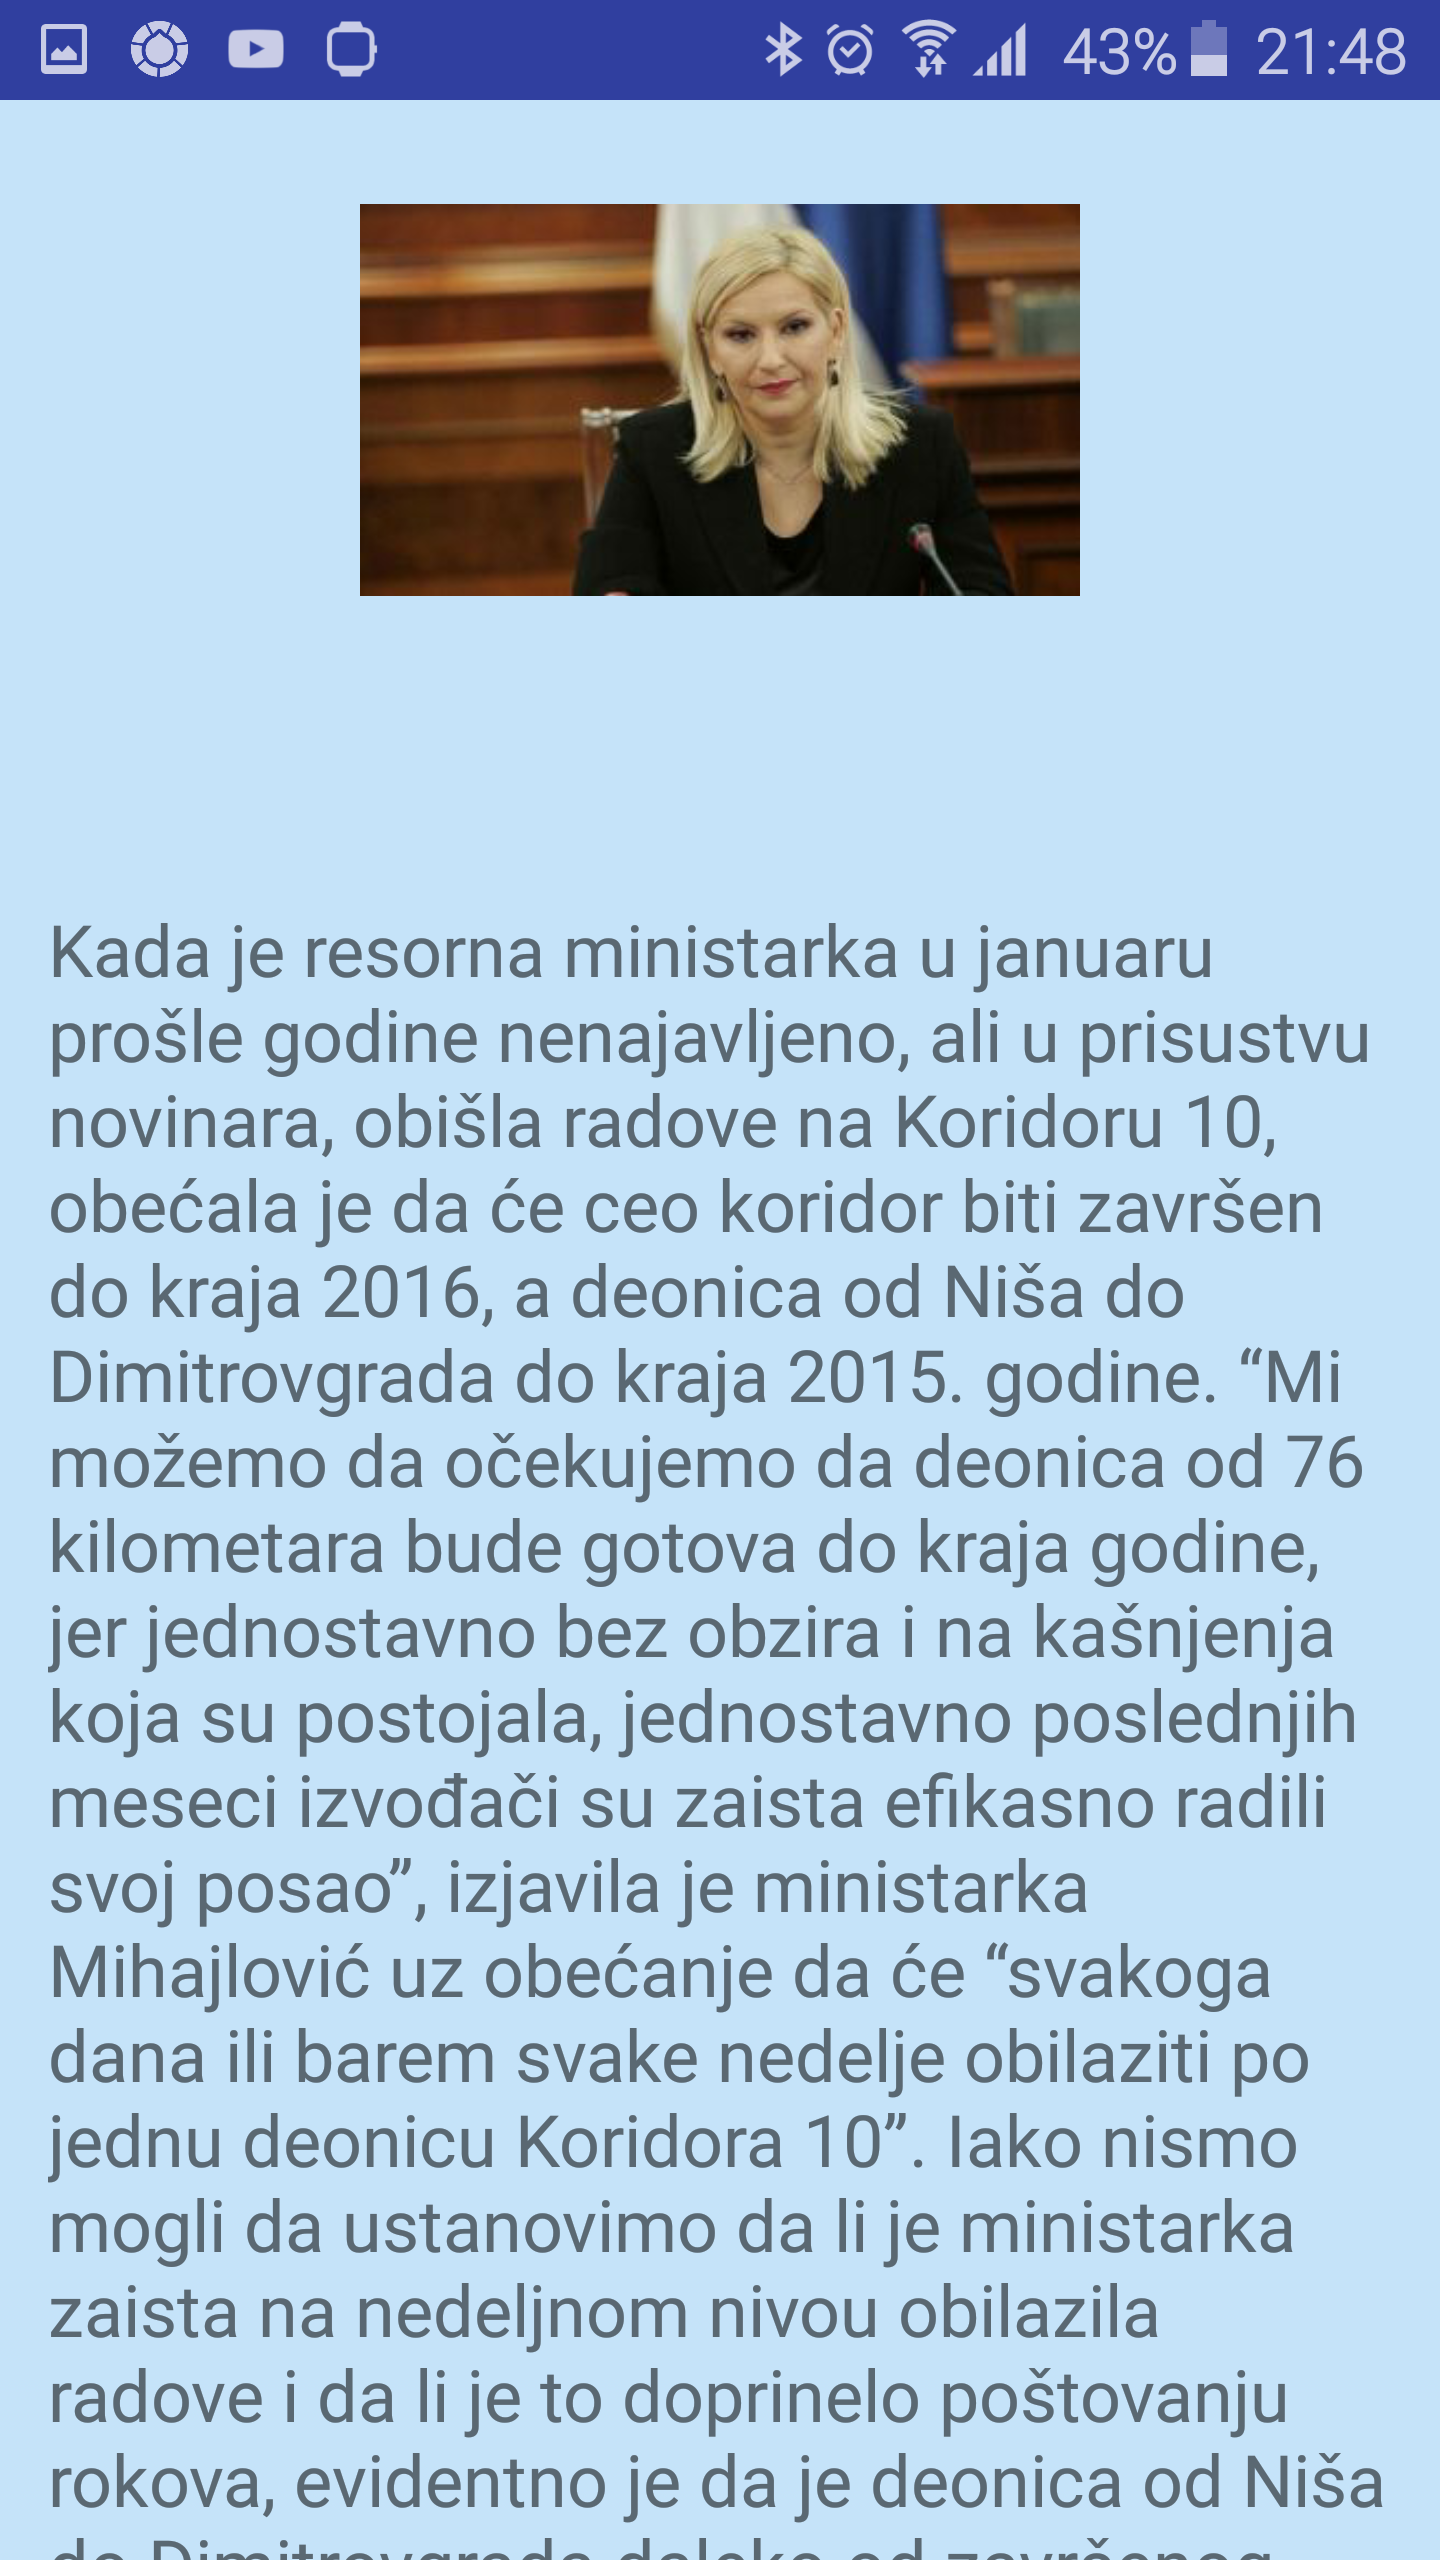 43% 21:48
Kada je resorna ministarka u januaru
prošle godine nenajavljeno, ali u prisustvu
novinara, obišla radove na Koridoru 10,
obećala je da će ceo koridor biti završen
do kraja 2016, a deonica od Niša do
Dimitrovgrada do kraja 2015. godine. “Mi
možemo da očekujemo da deonica od 76
kilometara bude gotova do kraja godine,
jer jednostavno bez obzira i na kašnjenja
koja su postojala, jednostavno poslednjih
meseci izvođači su zaista efikasno radili
svoj posao”, izjavila je ministarka
Mihajlović uz obećanje da će “svakoga
dana ili barem svake nedelje obilaziti po
jednu deonicu Koridora 10”. Iako nismo
mogli da ustanovimo da li je ministarka
zaista na nedeljnom nivou obilazila
radove i da li je to doprinelo poštovanju
rokova, evidentno je da je deonica od Niša
do Dimitrovgrada daleko od završenog